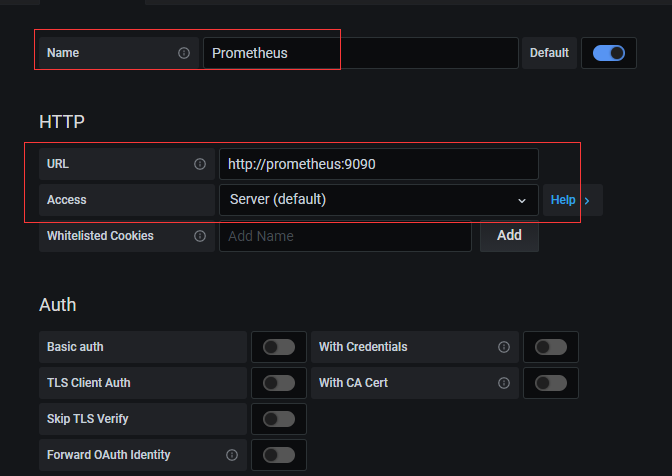 Name Prometheus Default
HTTP
URL http://prometheus:9090
Access Server (default) Help
Whitelisted Cookies Add Name Add
Auth
Basic auth With Credentials
TLS Client Auth With CA Cert
Skip TLS Verify
Forward OAuth Identity